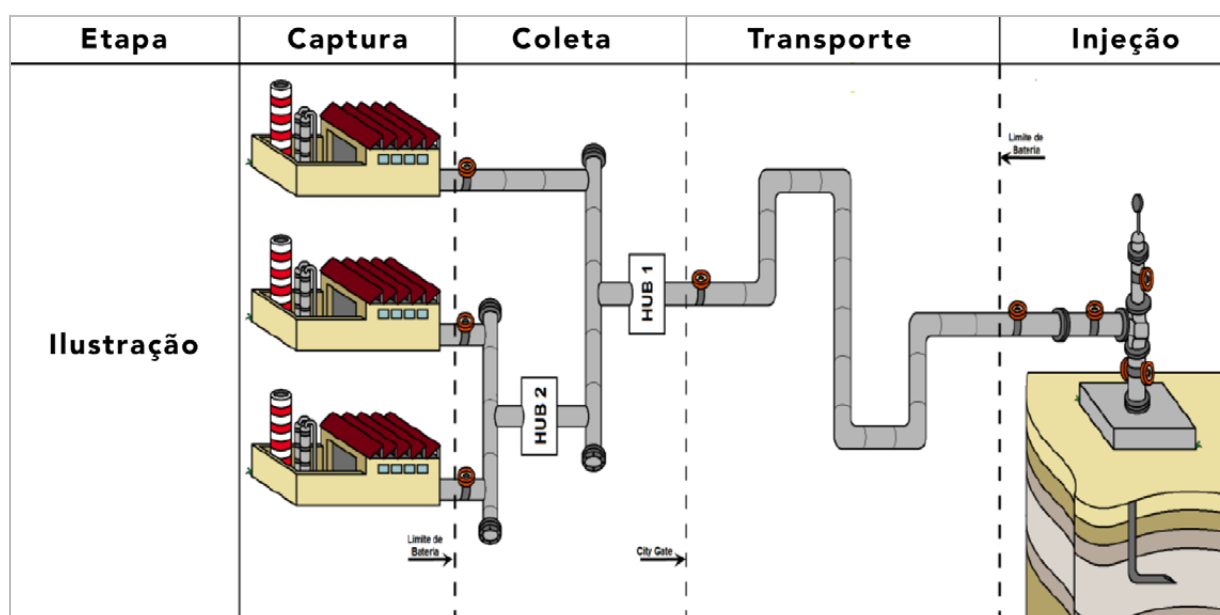 Etapa
Captura
Coleta
Transporte
Injeção
Ilustração
Limite de
Bateria
HUB 1
HUB 2
Limite de
Bateria
City Gate